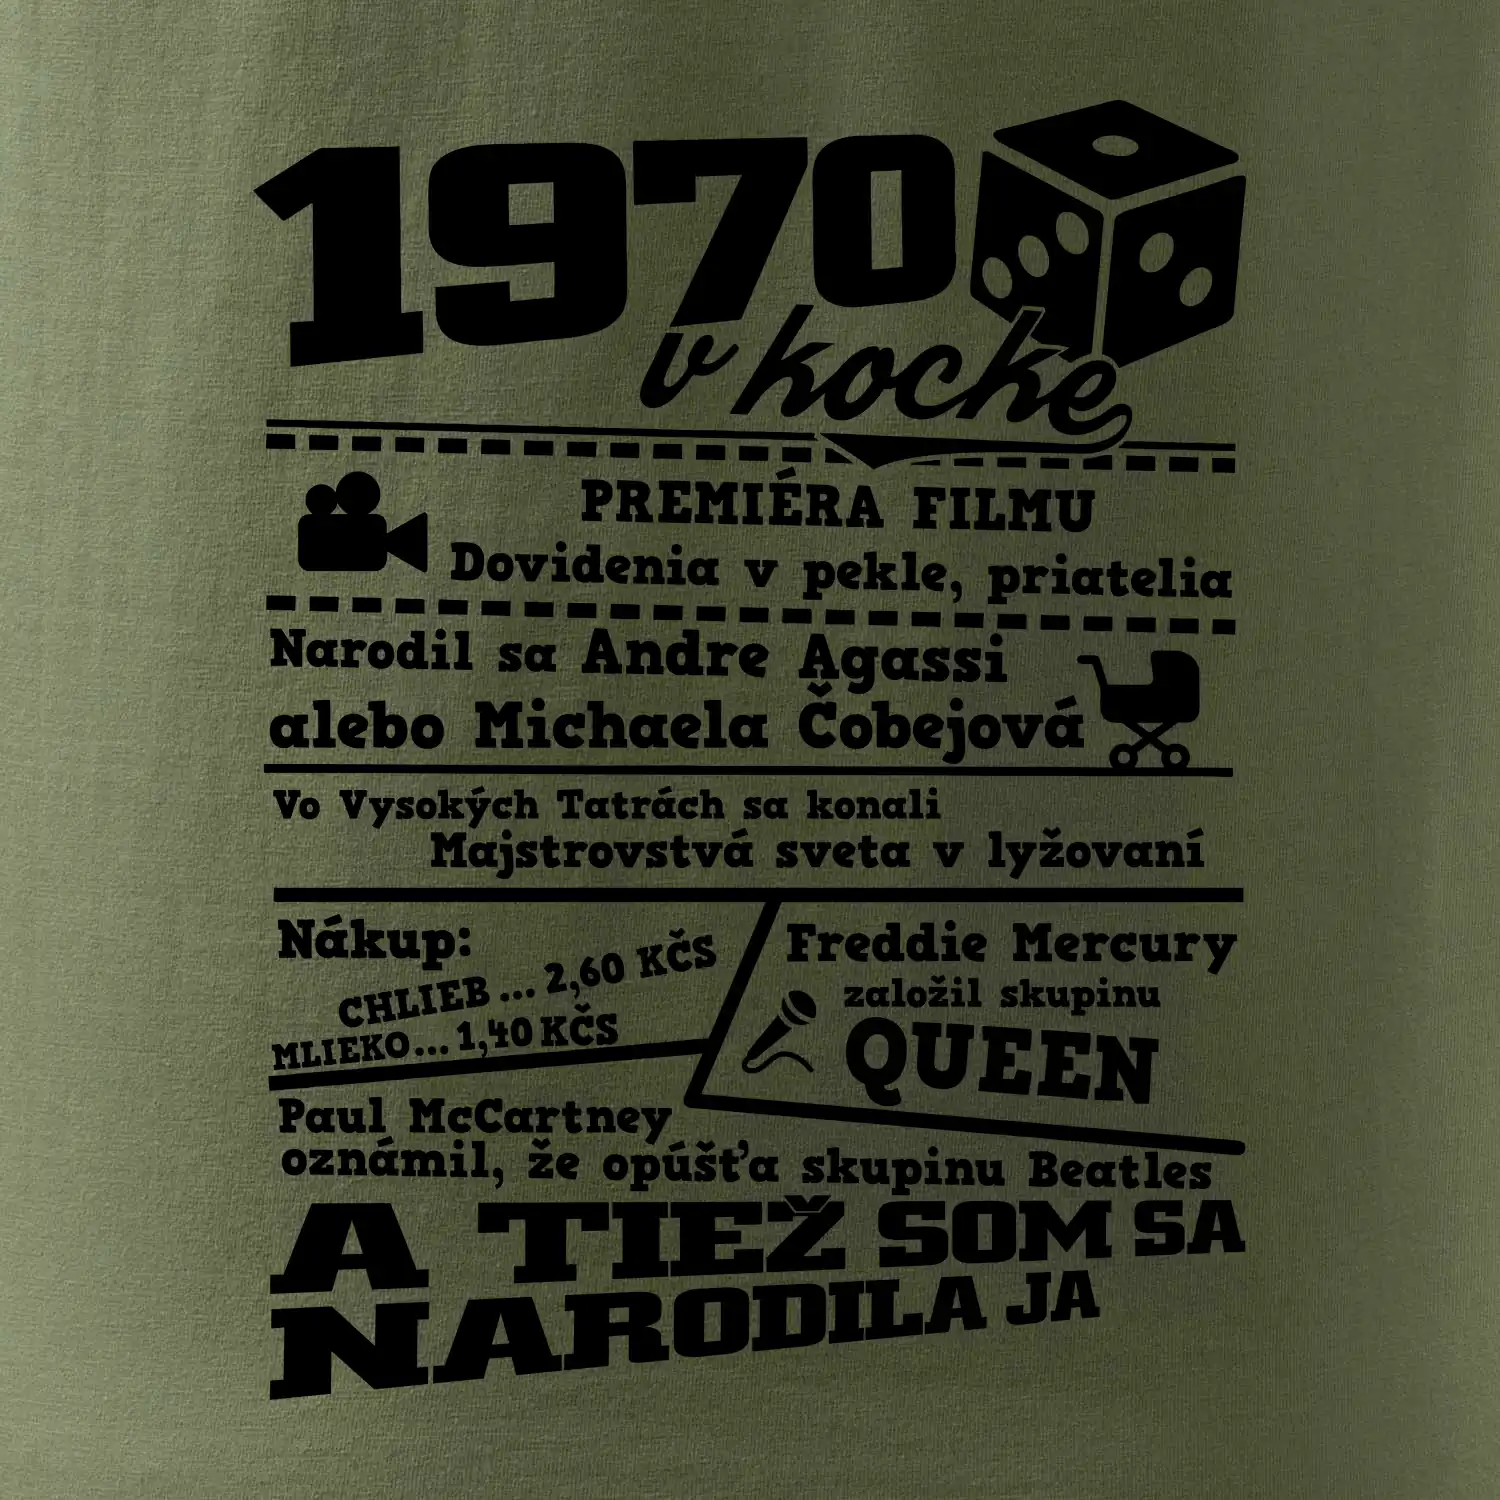 1970
v kocke
PREMIÉRA FILMU
Dovidenia v pekle, priatelia
Narodil sa Andre Agassi
alebo Michaela Čobejová
Vo Vysokých Tatrách sa konali
Majstrovstvá sveta v lyžovaní
Nákup:
CHLIEB ... 2,60 KČS
MLIEKO... 1,40 KČS
Freddie Mercury
založil skupinu
QUEEN
Paul McCartney
oznámil, že opúšťa skupinu Beatles
A TIEŽ SOM SA
NARODILA JA